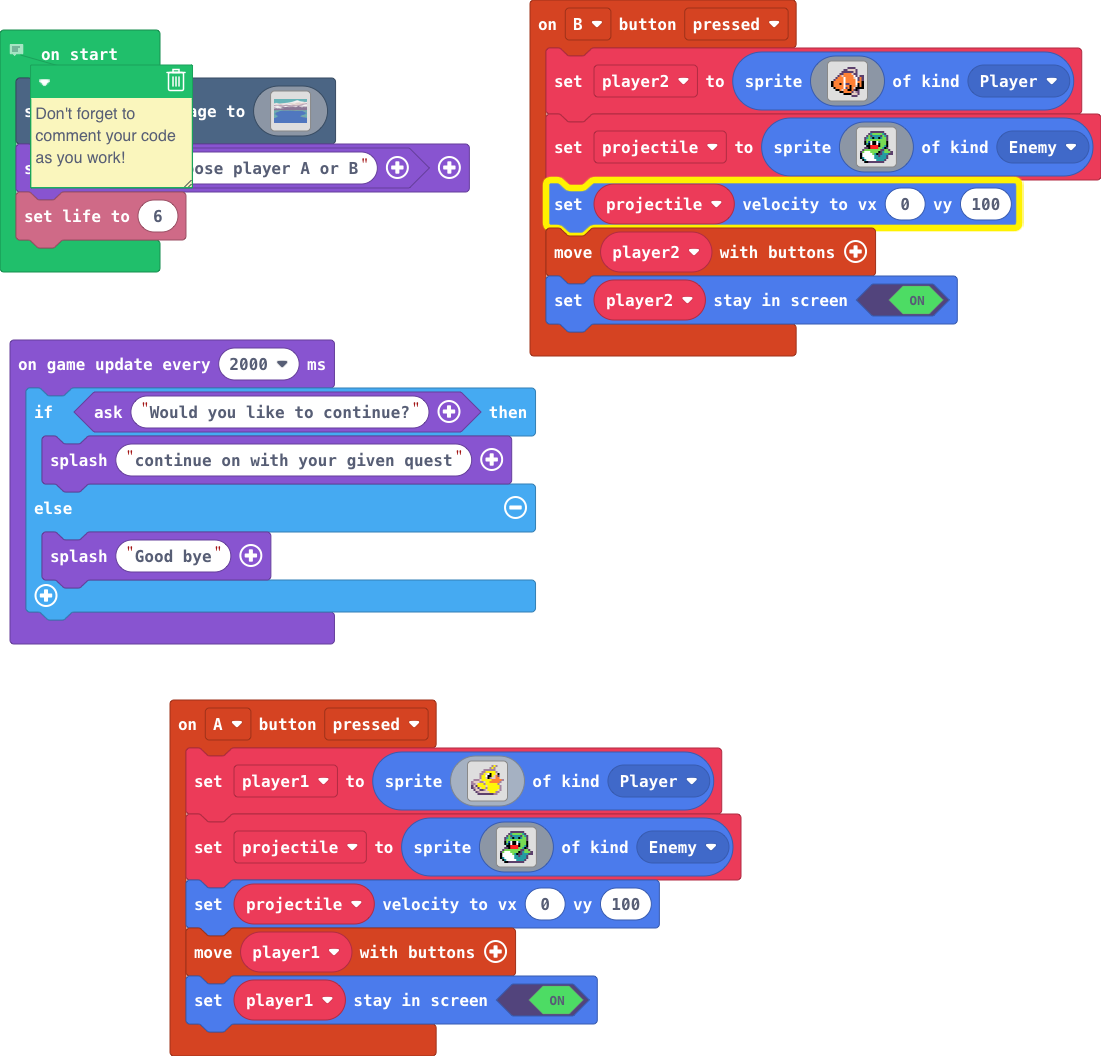 on start
Don't forget to
comment your code
as you work!
age to
ose player A or B"
set life to 6
on B button pressed
set player2 to sprite of kind Player
set projectile to sprite of kind Enemy
set projectile velocity to vx 0 vy 100
move player2 with buttons
set player2 stay in screen ON
on game update every 2000 ms
if ask "Would you like to continue?" then
splash "continue on with your given quest"
else
splash "Good bye"
on A button pressed
set player1 to sprite of kind Player
set projectile to sprite of kind Enemy
set projectile velocity to vx 0 vy 100
move player1 with buttons
set player1 stay in screen ON